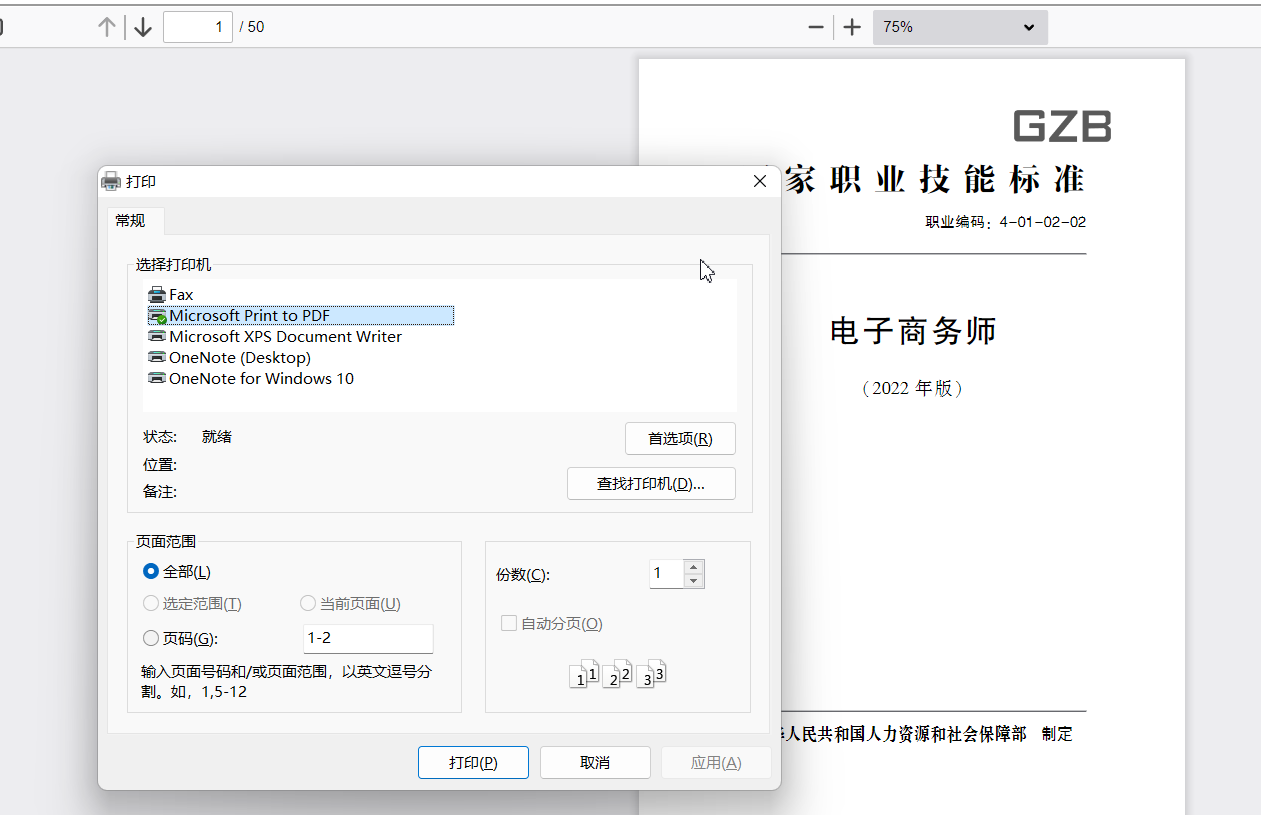 1 / 50
75%
GZB
家职业技能标准
职业编码：4-01-02-02
电子商务师
（2022 年版）
人民共和国人力资源和社会保障部 制定
打印
常规
选择打印机
Fax
Microsoft Print to PDF
Microsoft XPS Document Writer
OneNote (Desktop)
OneNote for Windows 10
状态: 就绪
首选项(R)
位置:
查找打印机(D)...
备注:
页面范围
全部(L)
选定范围(T) 当前页面(U)
页码(G): 1-2
输入页面号码和/或页面范围，以英文逗号分
割。如，1,5-12
份数(C): 1
自动分页(O)
1 1 2 2 3 3
打印(P) 取消 应用(A)